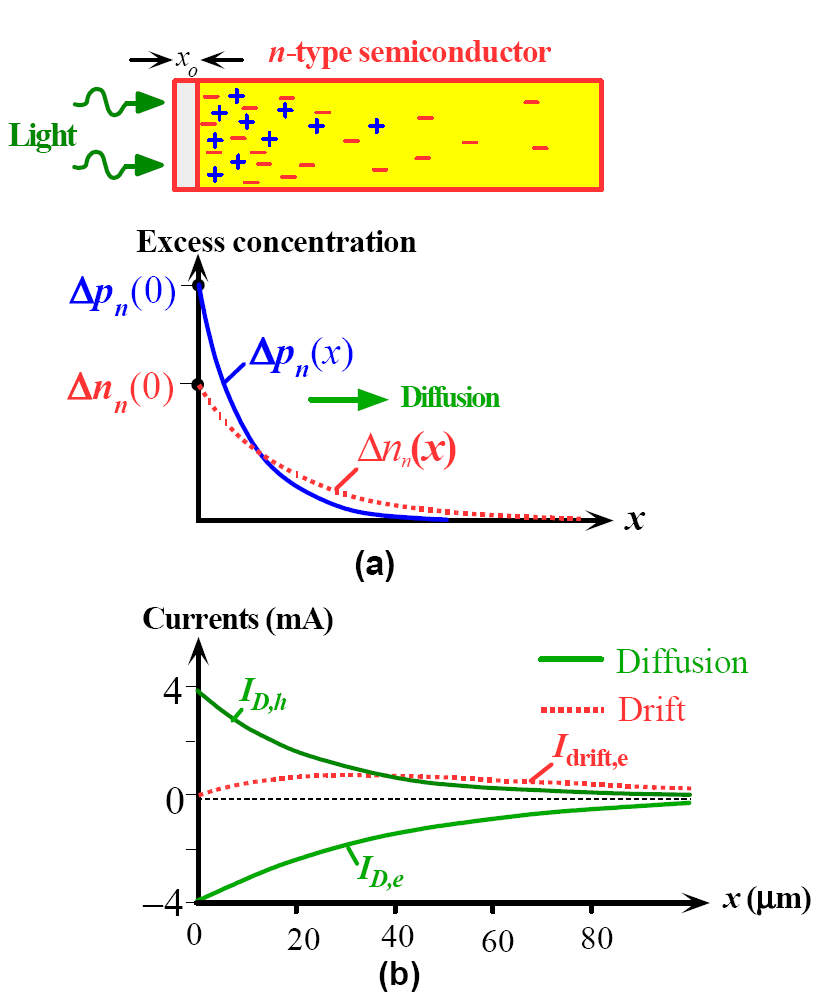 x_o
n-type semiconductor
Light
Excess concentration
Δp_n(0)
Δp_n(x)
Δn_n(0)
Diffusion
Δn_n(x)
x
(a)
Currents (mA)
Diffusion
4
I_D,h
Drift
I_drift,e
0
I_D,e
–4
x (μm)
0
20
40
60
80
(b)